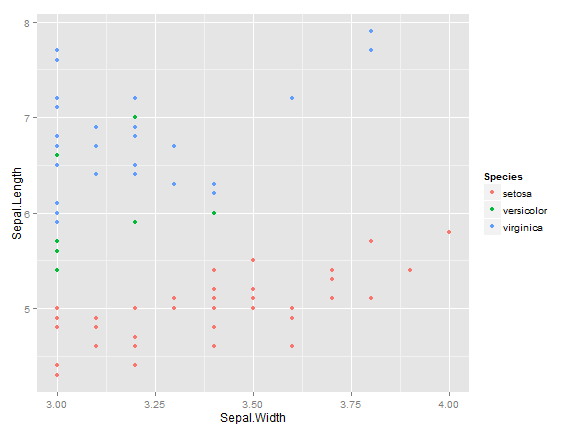 8
7
6
5
Sepal.Length
3.00 3.25 3.50 3.75 4.00
Sepal.Width
Species
setosa
versicolor
virginica